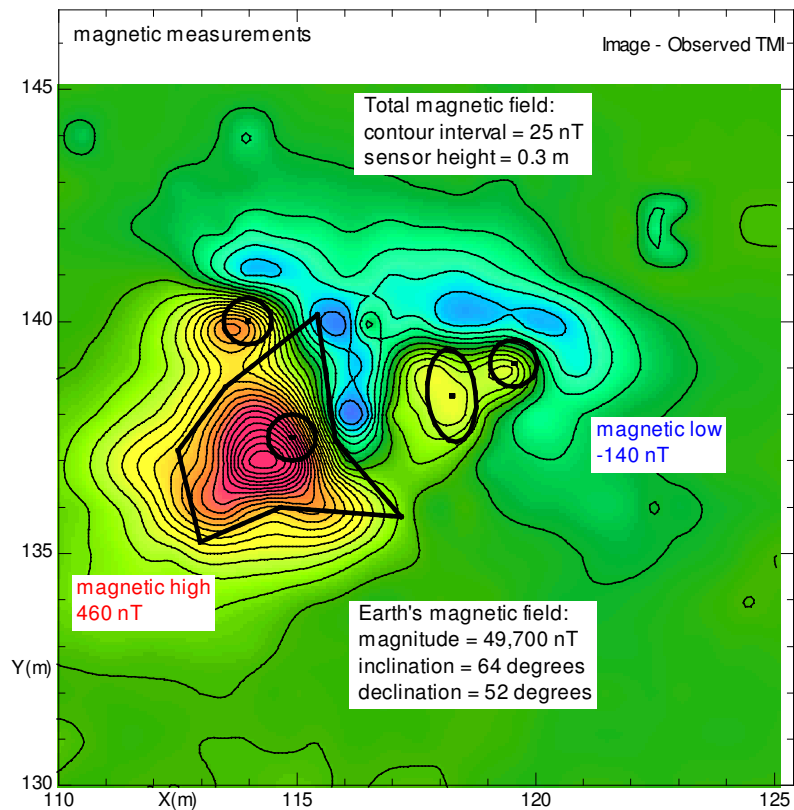 magnetic measurements
Image - Observed TMI
145
Total magnetic field:
contour interval = 25 nT
sensor height = 0.3 m
140
magnetic low
-140 nT
135
magnetic high
460 nT
Earth's magnetic field:
magnitude = 49,700 nT
inclination = 64 degrees
declination = 52 degrees
Y(m)
130
110
X(m)
115
120
125